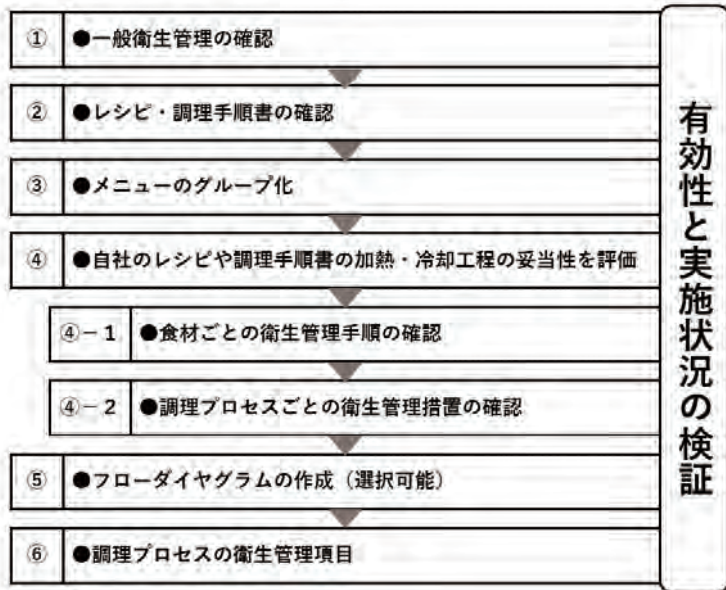 ① ●一般衛生管理の確認
② ●レシピ・調理手順書の確認
③ ●メニューのグループ化
④ ●自社のレシピや調理手順書の加熱・冷却工程の妥当性を評価
④－1 ●食材ごとの衛生管理手順の確認
④－2 ●調理プロセスごとの衛生管理措置の確認
⑤ ●フローダイヤグラムの作成（選択可能）
⑥ ●調理プロセスの衛生管理項目
有効性と実施状況の検証